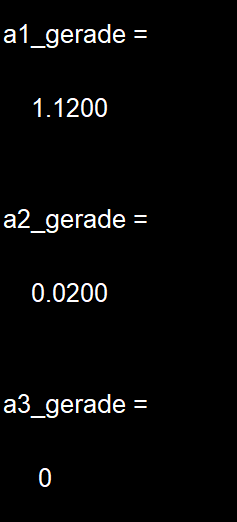 a1_gerade =
1.1200
a2_gerade =
0.0200
a3_gerade =
0